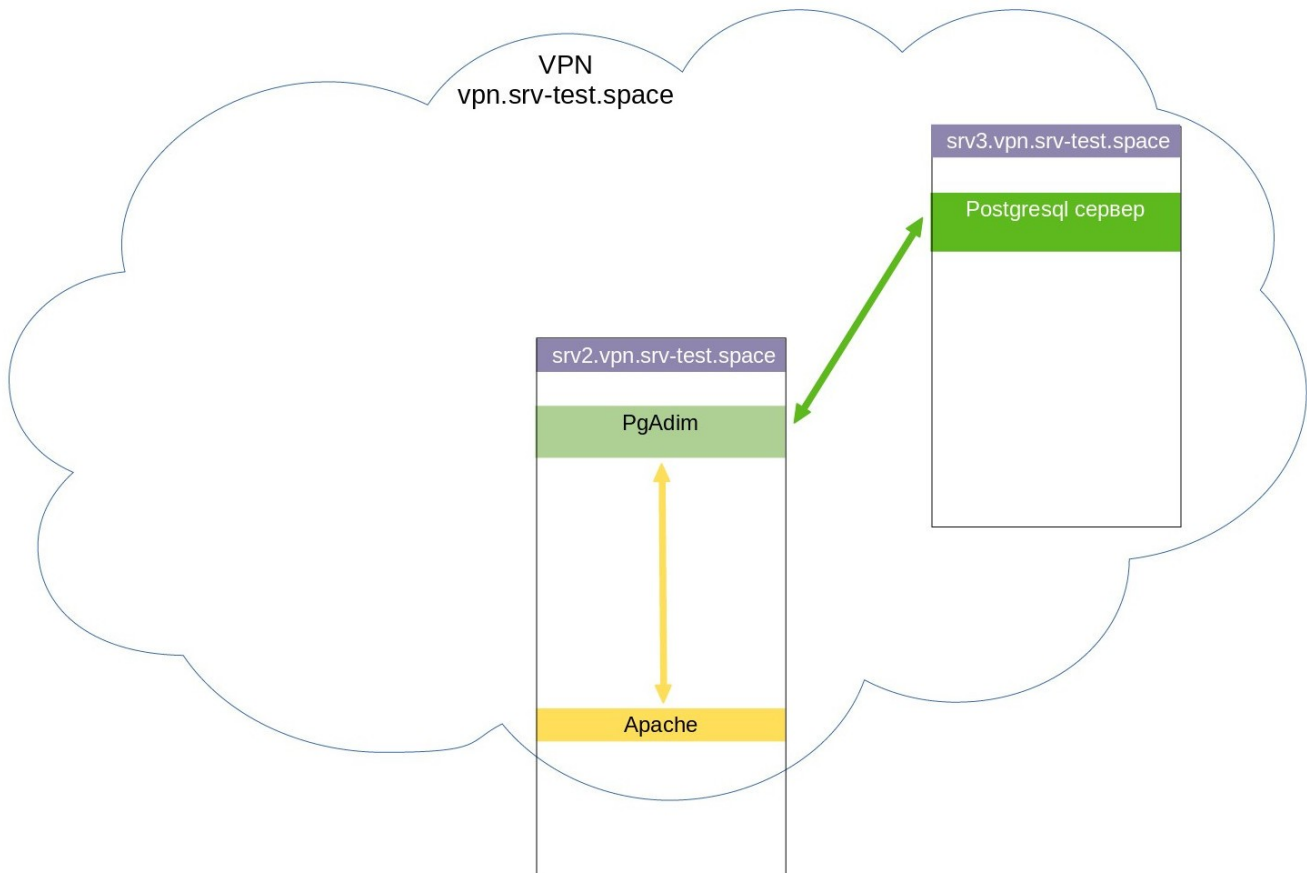 VPN
vpn.srv-test.space
srv3.vpn.srv-test.space
Postgresql сервер
srv2.vpn.srv-test.space
PgAdim
Apache